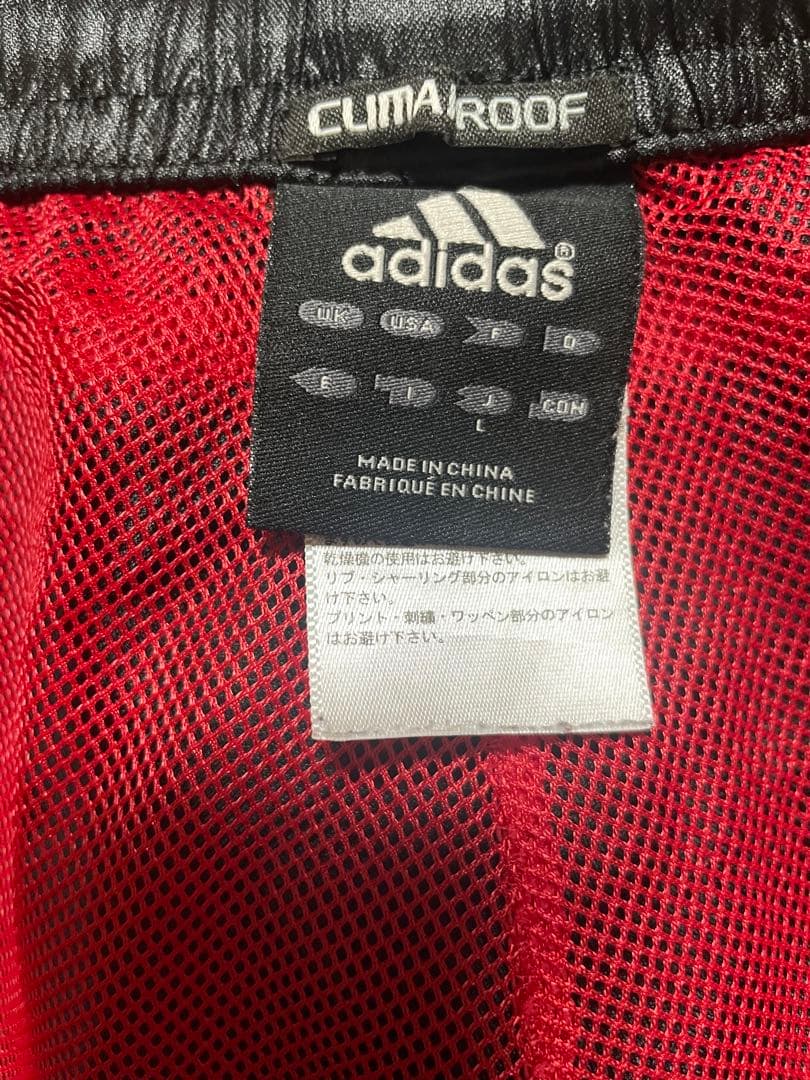 CLIMA ROOF
adidas®
UK USA F D
E I J CDN
L
MADE IN CHINA
FABRIQUÉ EN CHINE
乾燥機の使用はお避け下さい。
リブ・シャーリング部分のアイロンはお避
け下さい。
プリント・刺繍・ワッペン部分のアイロン
はお避け下さい。